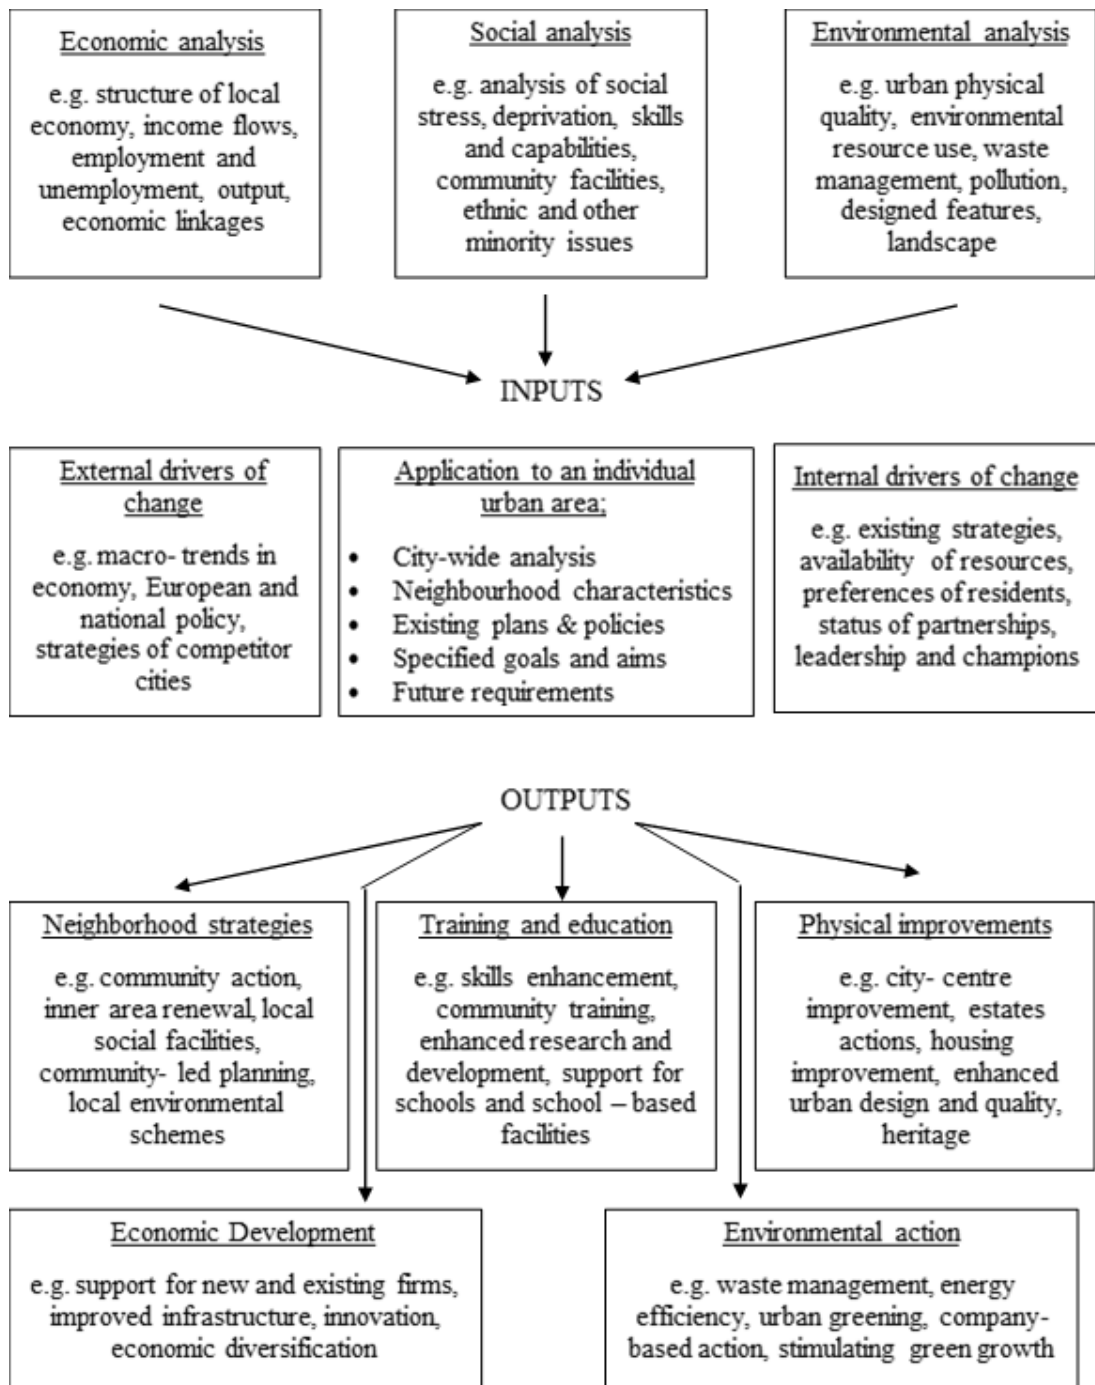 Economic analysis
e.g. structure of local
economy, income flows,
employment and
unemployment, output,
economic linkages
Social analysis
e.g. analysis of social
stress, deprivation, skills
and capabilities,
community facilities,
ethnic and other
minority issues
Environmental analysis
e.g. urban physical
quality, environmental
resource use, waste
management, pollution,
designed features,
landscape
INPUTS
External drivers of
change
e.g. macro- trends in
economy, European and
national policy,
strategies of competitor
cities
Application to an individual
urban area;
• City-wide analysis
• Neighbourhood characteristics
• Existing plans & policies
• Specified goals and aims
• Future requirements
Internal drivers of change
e.g. existing strategies,
availability of resources,
preferences of residents,
status of partnerships,
leadership and champions
OUTPUTS
Neighborhood strategies
e.g. community action,
inner area renewal, local
social facilities,
community- led planning,
local environmental
schemes
Training and education
e.g. skills enhancement,
community training,
enhanced research and
development, support for
schools and school – based
facilities
Physical improvements
e.g. city- centre
improvement, estates
actions, housing
improvement, enhanced
urban design and quality,
heritage
Economic Development
e.g. support for new and existing firms,
improved infrastructure, innovation,
economic diversification
Environmental action
e.g. waste management, energy
efficiency, urban greening, company-
based action, stimulating green growth